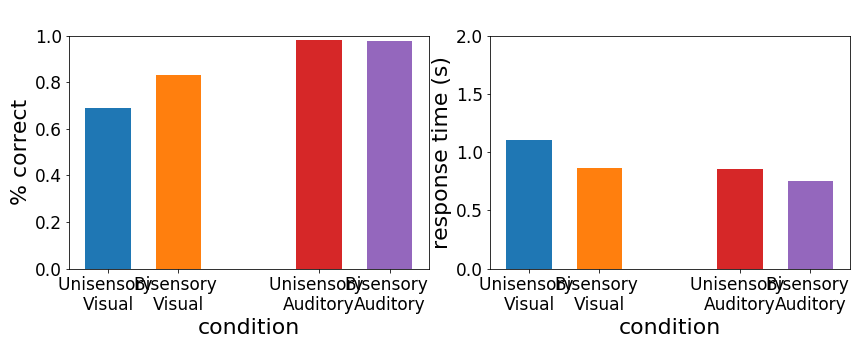 % correct
1.0
0.8
0.6
0.4
0.2
0.0
Unisensory Visual
Bisensory Visual
Unisensory Auditory
Bisensory Auditory
condition
response time (s)
2.0
1.5
1.0
0.5
0.0
Unisensory Visual
Bisensory Visual
Unisensory Auditory
Bisensory Auditory
condition